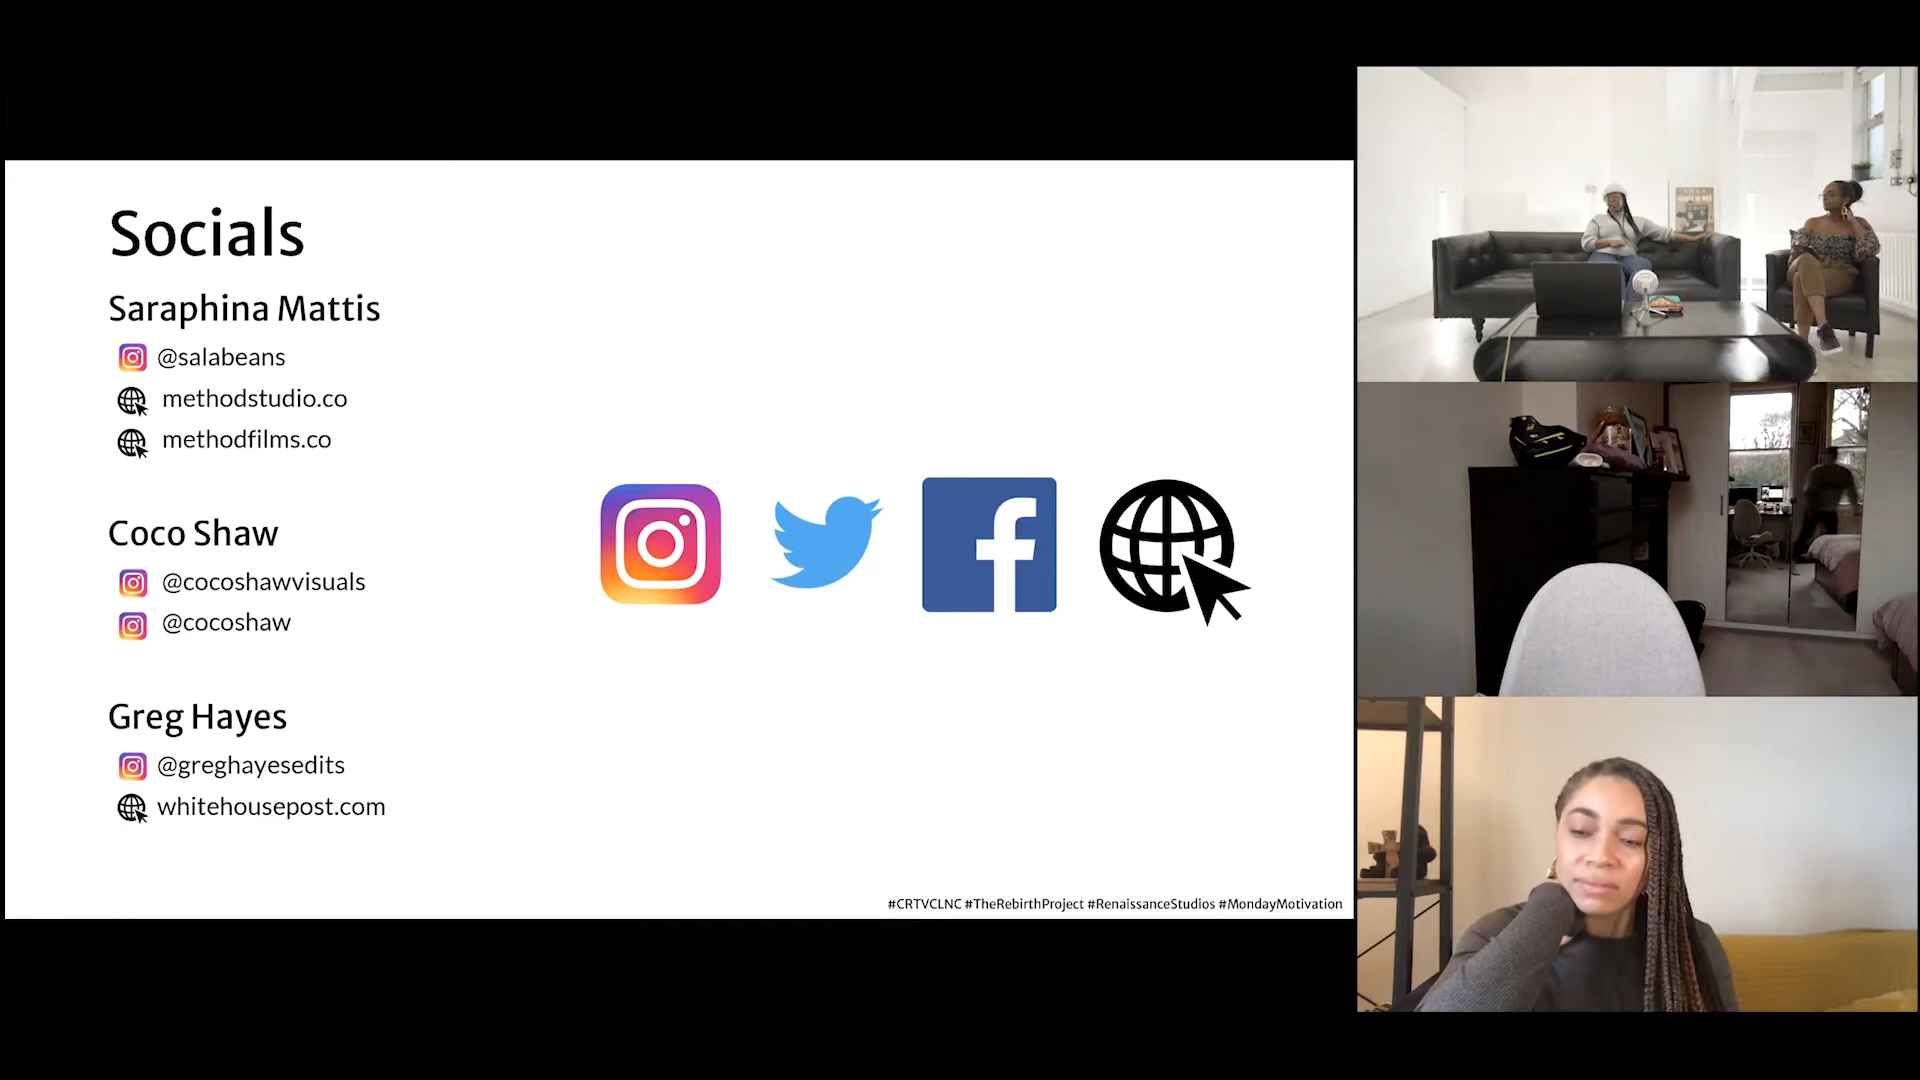 Socials
Saraphina Mattis
@salabeans
methodstudio.co
methodfilms.co
Coco Shaw
@cocoshawvisuals
@cocoshaw
Greg Hayes
@greghayesedits
whitehousepost.com
#CRTVCLNC #TheRebirthProject #RenaissanceStudios #MondayMotivation